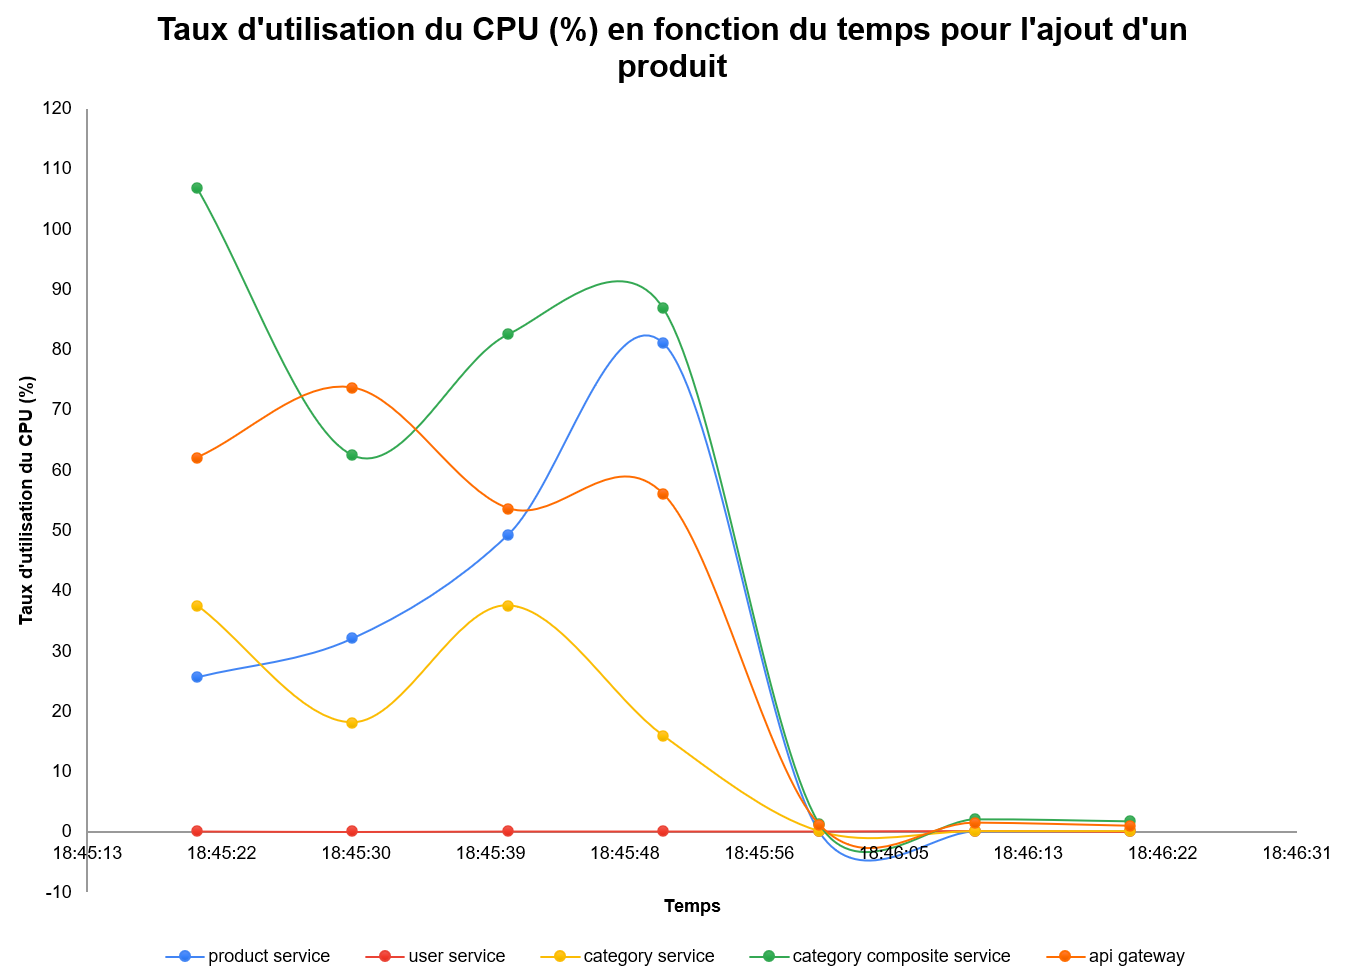 Taux d'utilisation du CPU (%) en fonction du temps pour l'ajout d'un
produit
120
110
100
90
80
70
60
50
40
30
20
10
0
-10
Taux d'utilisation du CPU (%)
18:45:13 18:45:22 18:45:30 18:45:39 18:45:48 18:45:56 18:46:05 18:46:13 18:46:22 18:46:31
Temps
product service user service category service category composite service api gateway